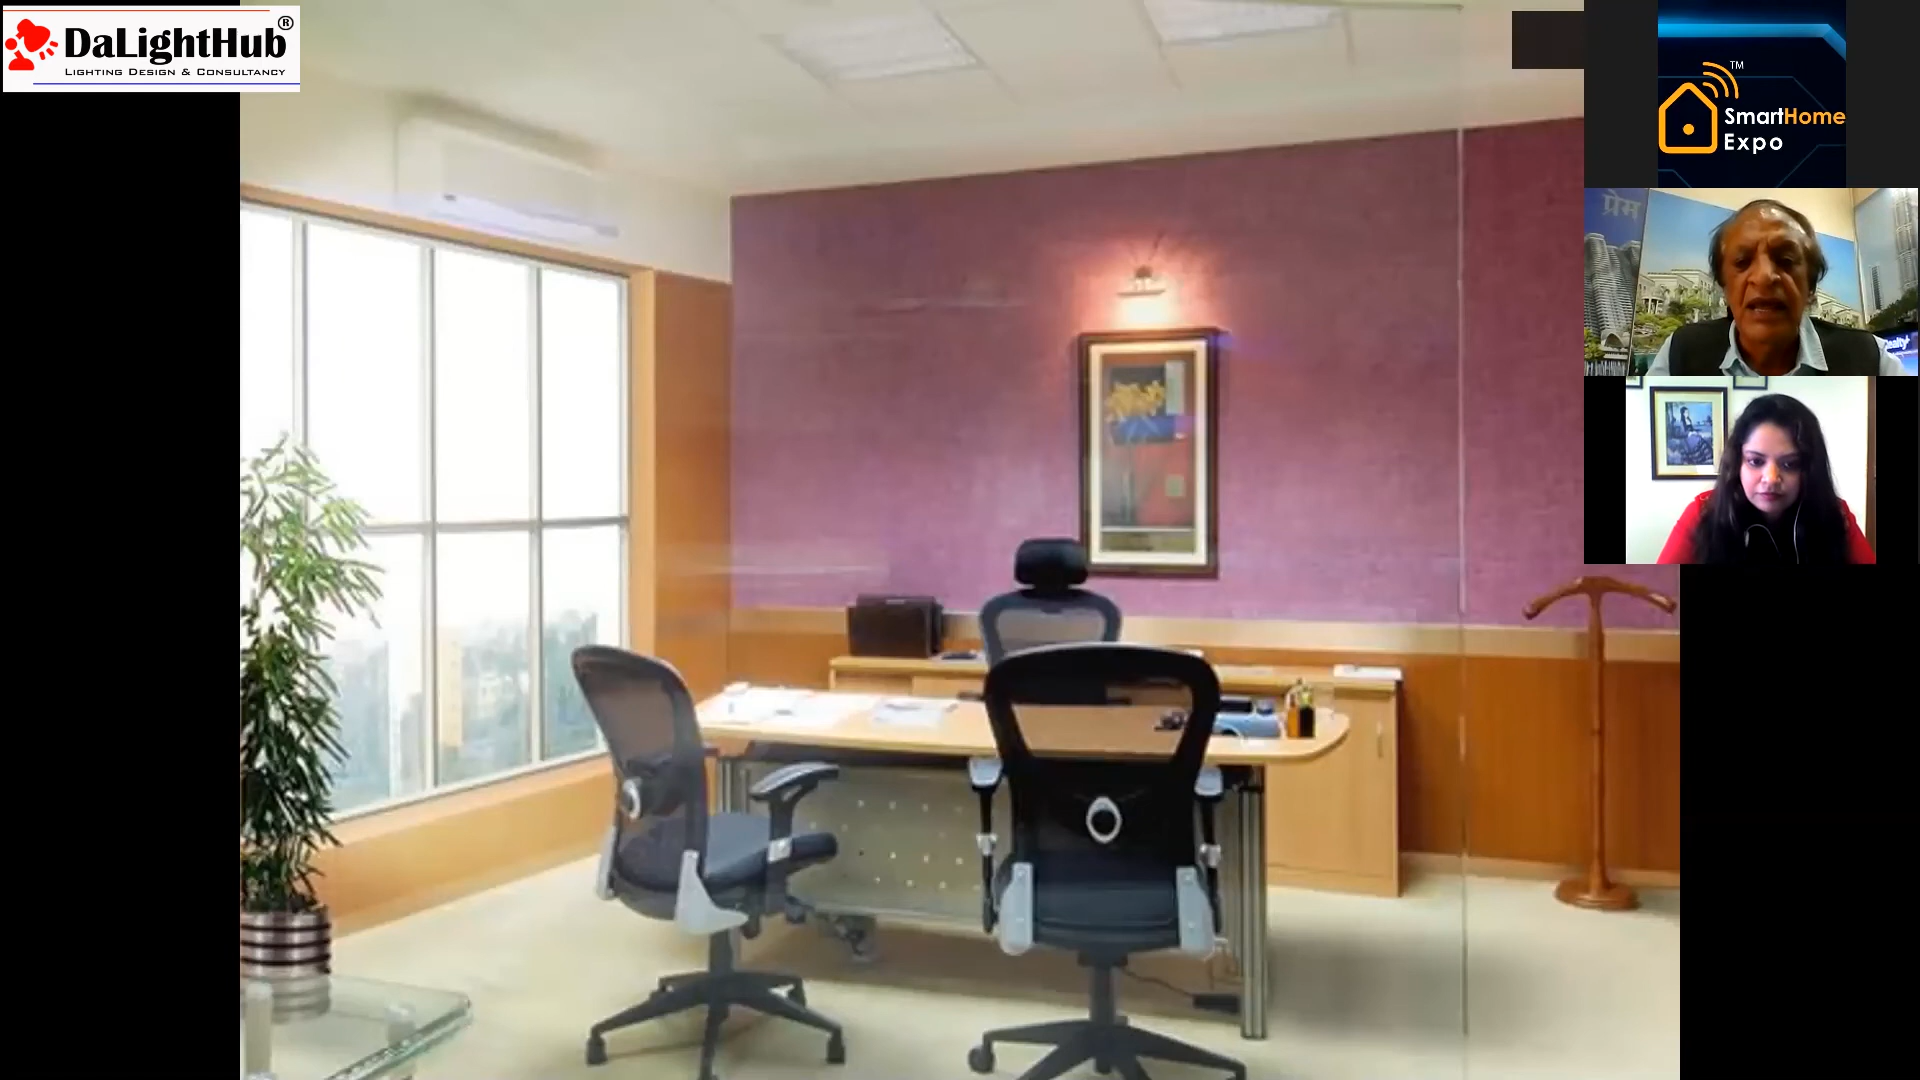 DaLightHub®
Lighting Design & Consultancy
TM
SmartHome
Expo
प्रेम